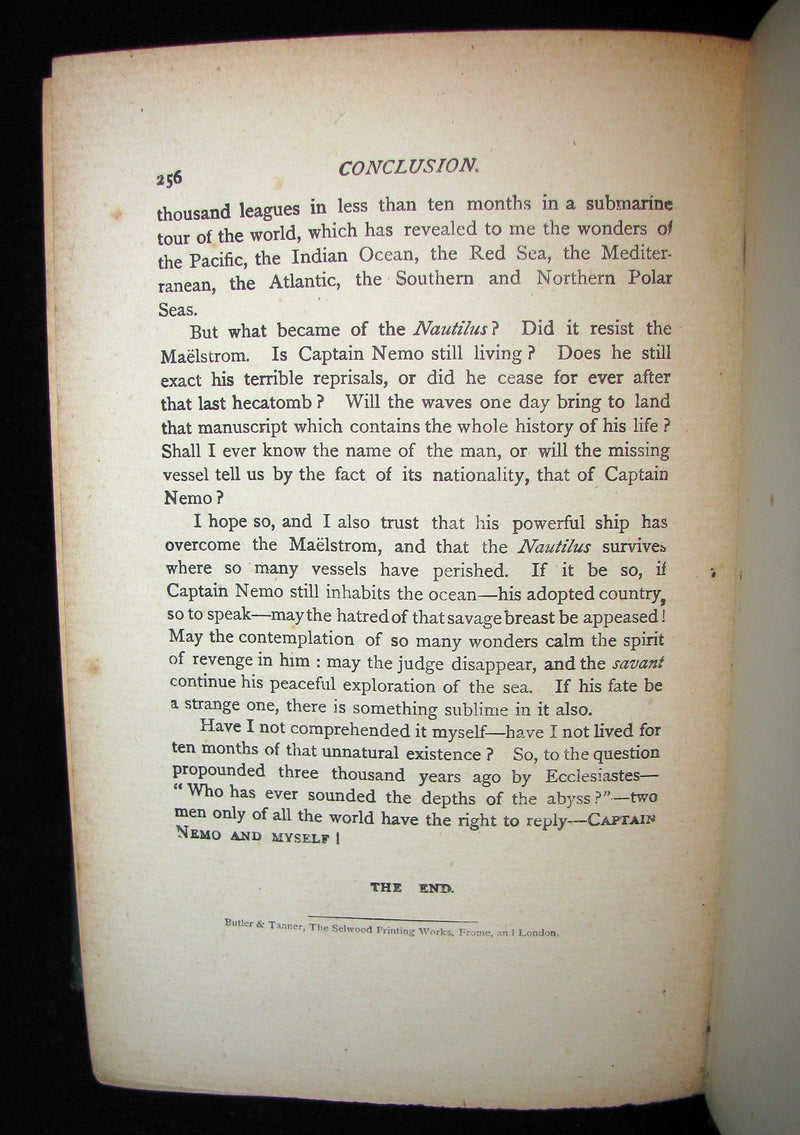 256
CONCLUSION.
thousand leagues in less than ten months in a submarine
tour of the world, which has revealed to me the wonders of
the Pacific, the Indian Ocean, the Red Sea, the Mediter-
ranean, the Atlantic, the Southern and Northern Polar
Seas.
But what became of the Nautilus? Did it resist the
Maëlstrom. Is Captain Nemo still living? Does he still
exact his terrible reprisals, or did he cease for ever after
that last hecatomb? Will the waves one day bring to land
that manuscript which contains the whole history of his life?
Shall I ever know the name of the man, or will the missing
vessel tell us by the fact of its nationality, that of Captain
Nemo?
I hope so, and I also trust that his powerful ship has
overcome the Maëlstrom, and that the Nautilus survives
where so many vessels have perished. If it be so, if
Captain Nemo still inhabits the ocean—his adopted country,
so to speak—may the hatred of that savage breast be appeased!
May the contemplation of so many wonders calm the spirit
of revenge in him : may the judge disappear, and the savant
continue his peaceful exploration of the sea. If his fate be
a strange one, there is something sublime in it also.
Have I not comprehended it myself—have I not lived for
ten months of that unnatural existence? So, to the question
propounded three thousand years ago by Ecclesiastes—
“Who has ever sounded the depths of the abyss?”—two
men only of all the world have the right to reply—CAPTAIN
NEMO AND MYSELF!
THE END.
Butler & Tanner, The Selwood Printing Works, Frome, and London.